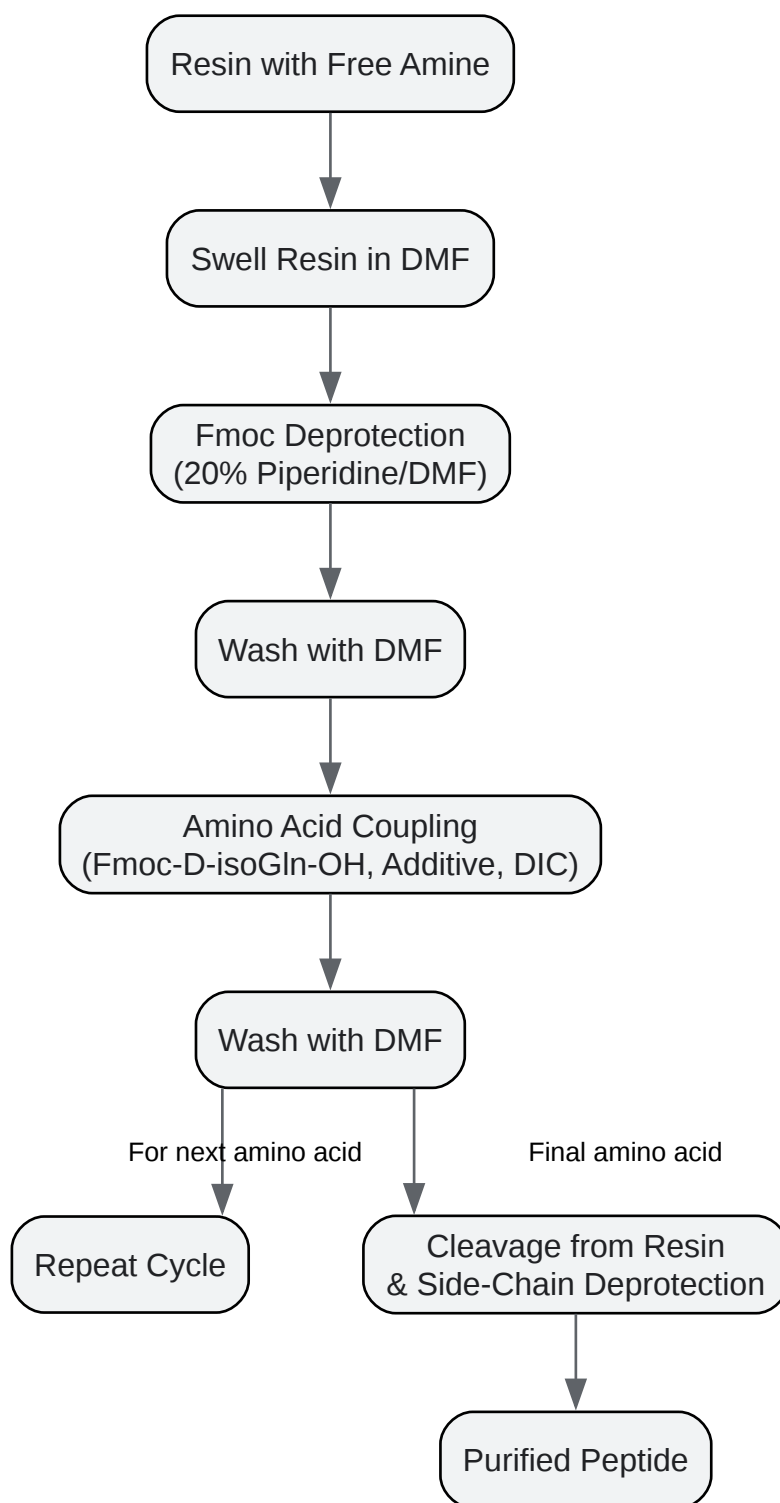 Resin with Free Amine
Swell Resin in DMF
Fmoc Deprotection
(20% Piperidine/DMF)
Wash with DMF
Amino Acid Coupling
(Fmoc-D-isoGln-OH, Additive, DIC)
Wash with DMF
For next amino acid
Final amino acid
Repeat Cycle
Cleavage from Resin
& Side-Chain Deprotection
Purified Peptide